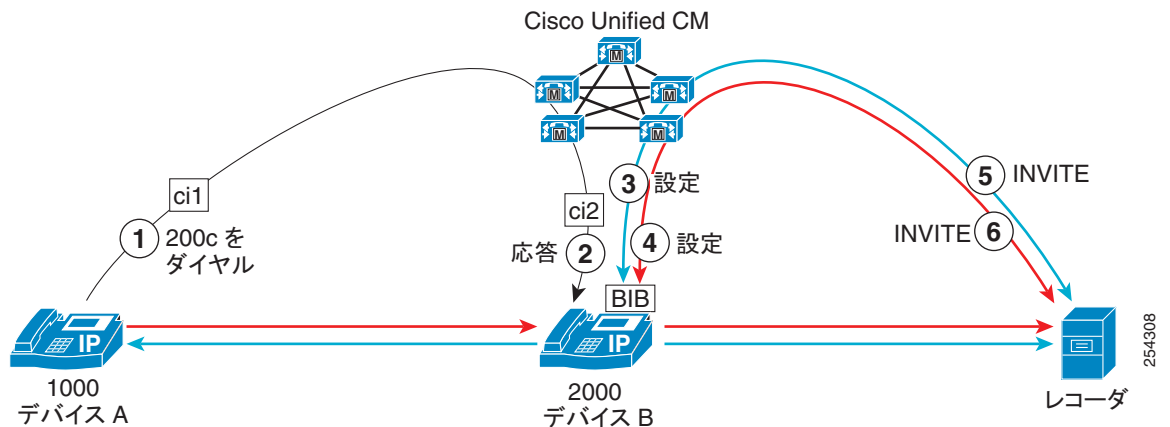 Cisco Unified CM
M
M
M
M
M
ci1
1
200c を
ダイヤル
ci2
応答
2
3
設定
4
設定
5
INVITE
INVITE
6
BIB
IP
IP
1000
デバイス A
2000
デバイス B
レコーダ
254308